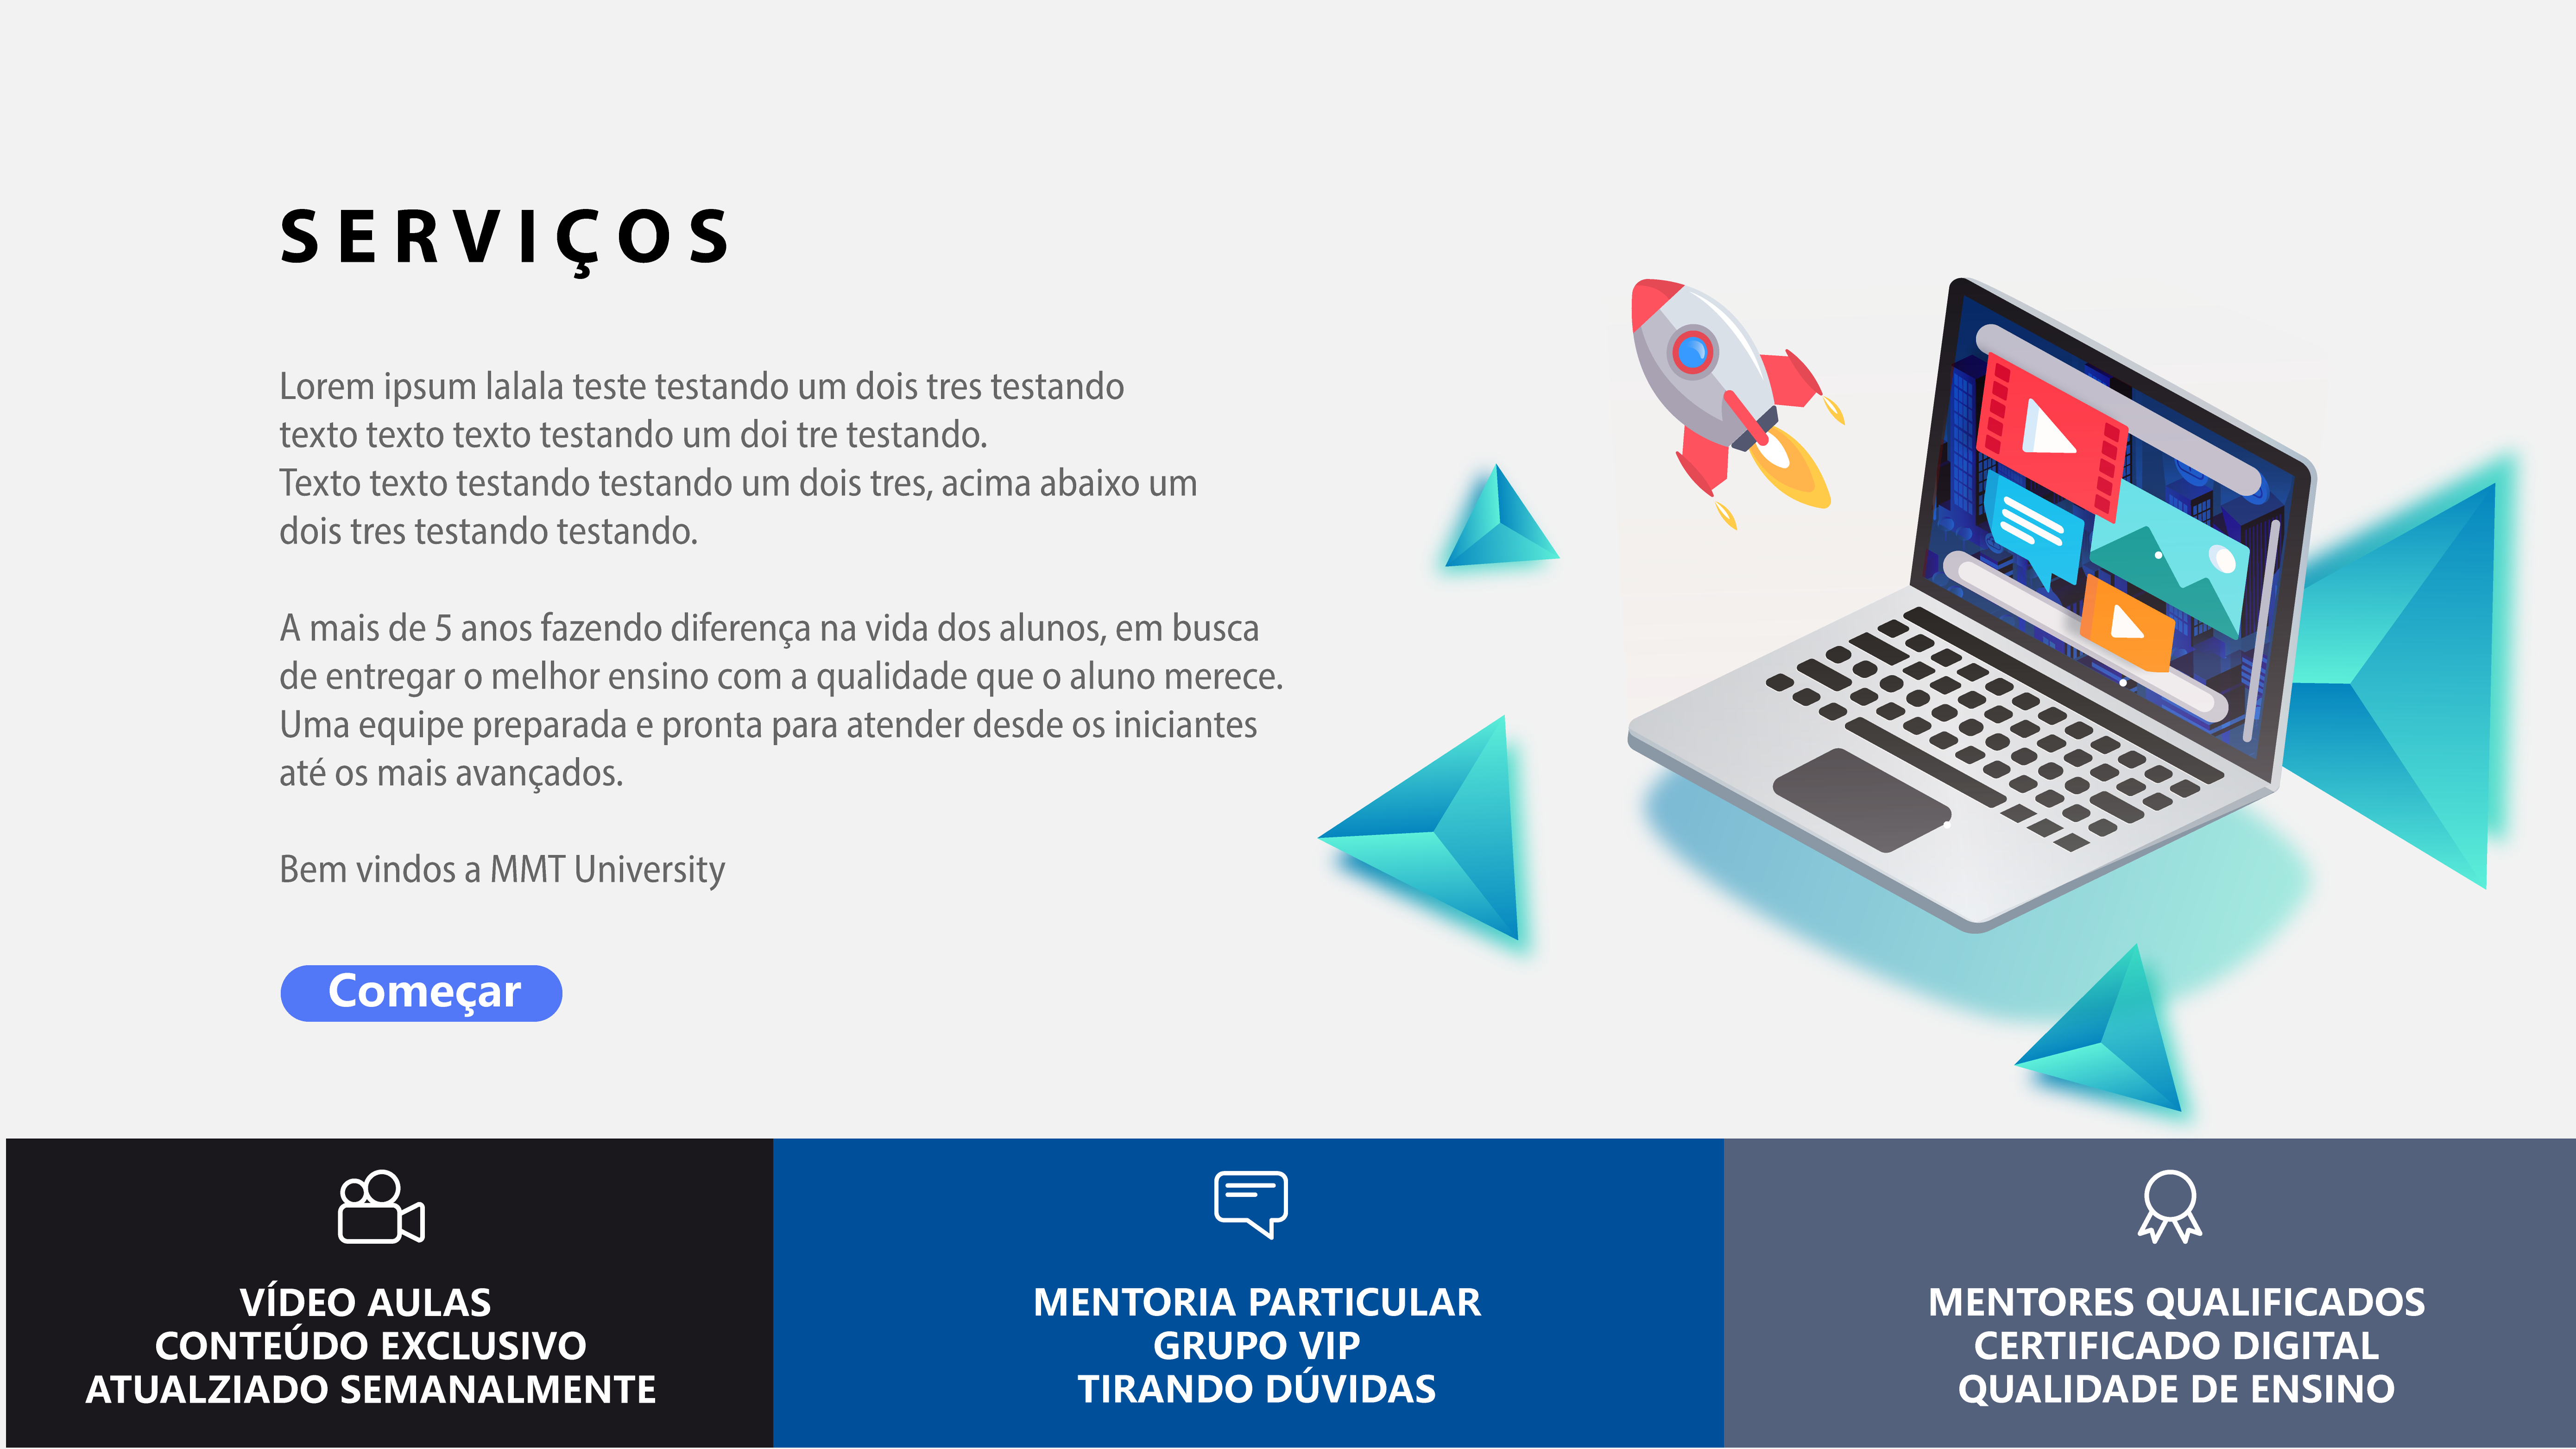 SERVIÇOS
Lorem ipsum lalala teste testando um dois tres testando
texto texto texto testando um doi tre testando.
Texto texto testando testando um dois tres, acima abaixo um
dois tres testando testando.
A mais de 5 anos fazendo diferença na vida dos alunos, em busca
de entregar o melhor ensino com a qualidade que o aluno merece.
Uma equipe preparada e pronta para atender desde os iniciantes
até os mais avançados.
Bem vindos a MMT University
Começar
VÍDEO AULAS
CONTEÚDO EXCLUSIVO
ATUALZIADO SEMANALMENTE
MENTORIA PARTICULAR
GRUPO VIP
TIRANDO DÚVIDAS
MENTORES QUALIFICADOS
CERTIFICADO DIGITAL
QUALIDADE DE ENSINO